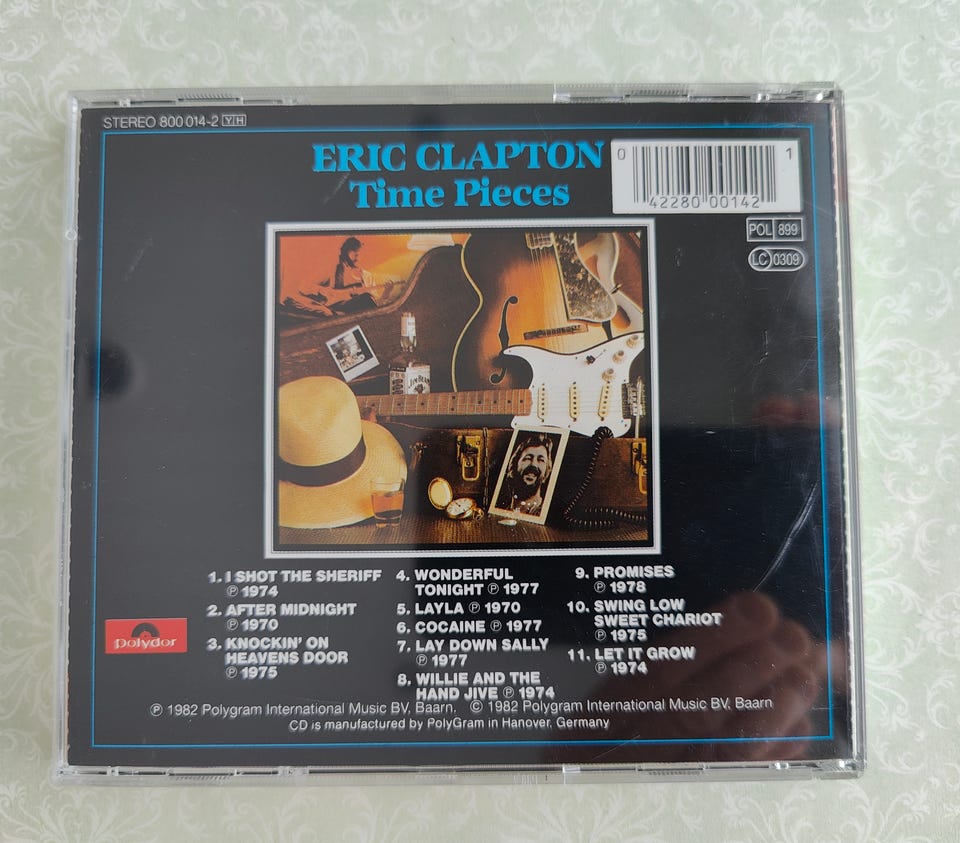 STEREO 800 014-2 Y H
ERIC CLAPTON
Time Pieces
0 42280 00142 1
POL 899
LC 0309
JIM BEAM
1. I SHOT THE SHERIFF
℗ 1974
2. AFTER MIDNIGHT
℗ 1970
3. KNOCKIN' ON
HEAVENS DOOR
℗ 1975
4. WONDERFUL
TONIGHT ℗ 1977
5. LAYLA ℗ 1970
6. COCAINE ℗ 1977
7. LAY DOWN SALLY
℗ 1977
8. WILLIE AND THE
HAND JIVE ℗ 1974
9. PROMISES
℗ 1978
10. SWING LOW
SWEET CHARIOT
℗ 1975
11. LET IT GROW
℗ 1974
polydor
℗ 1982 Polygram International Music BV, Baarn. © 1982 Polygram International Music BV, Baarn
CD is manufactured by PolyGram in Hanover, Germany